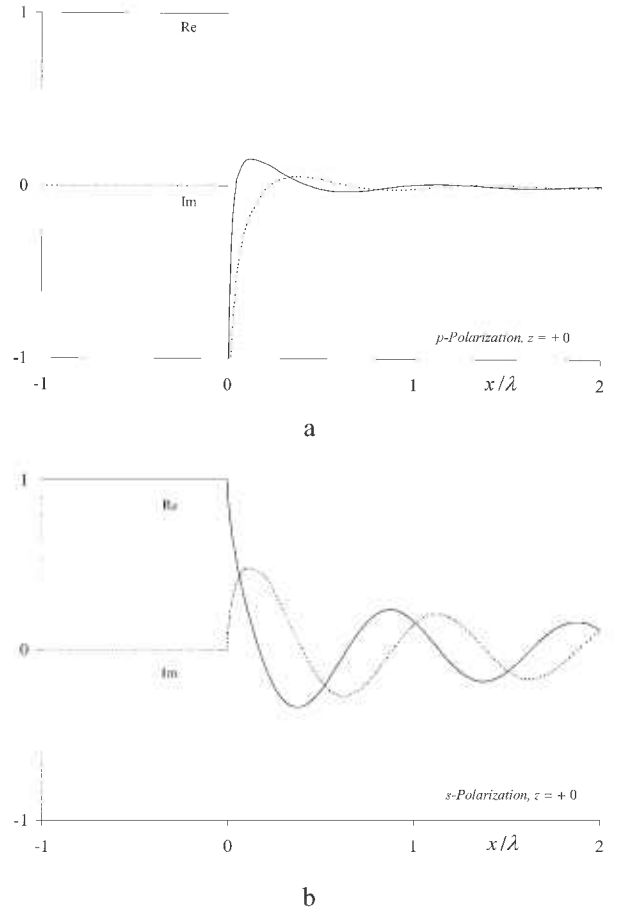 1
Re
0
Im
p-Polarization, z = + 0
-1
-1 0 1 x/λ 2
a
1
Re
0
Im
s-Polarization, z = + 0
-1
-1 0 1 x/λ 2
b